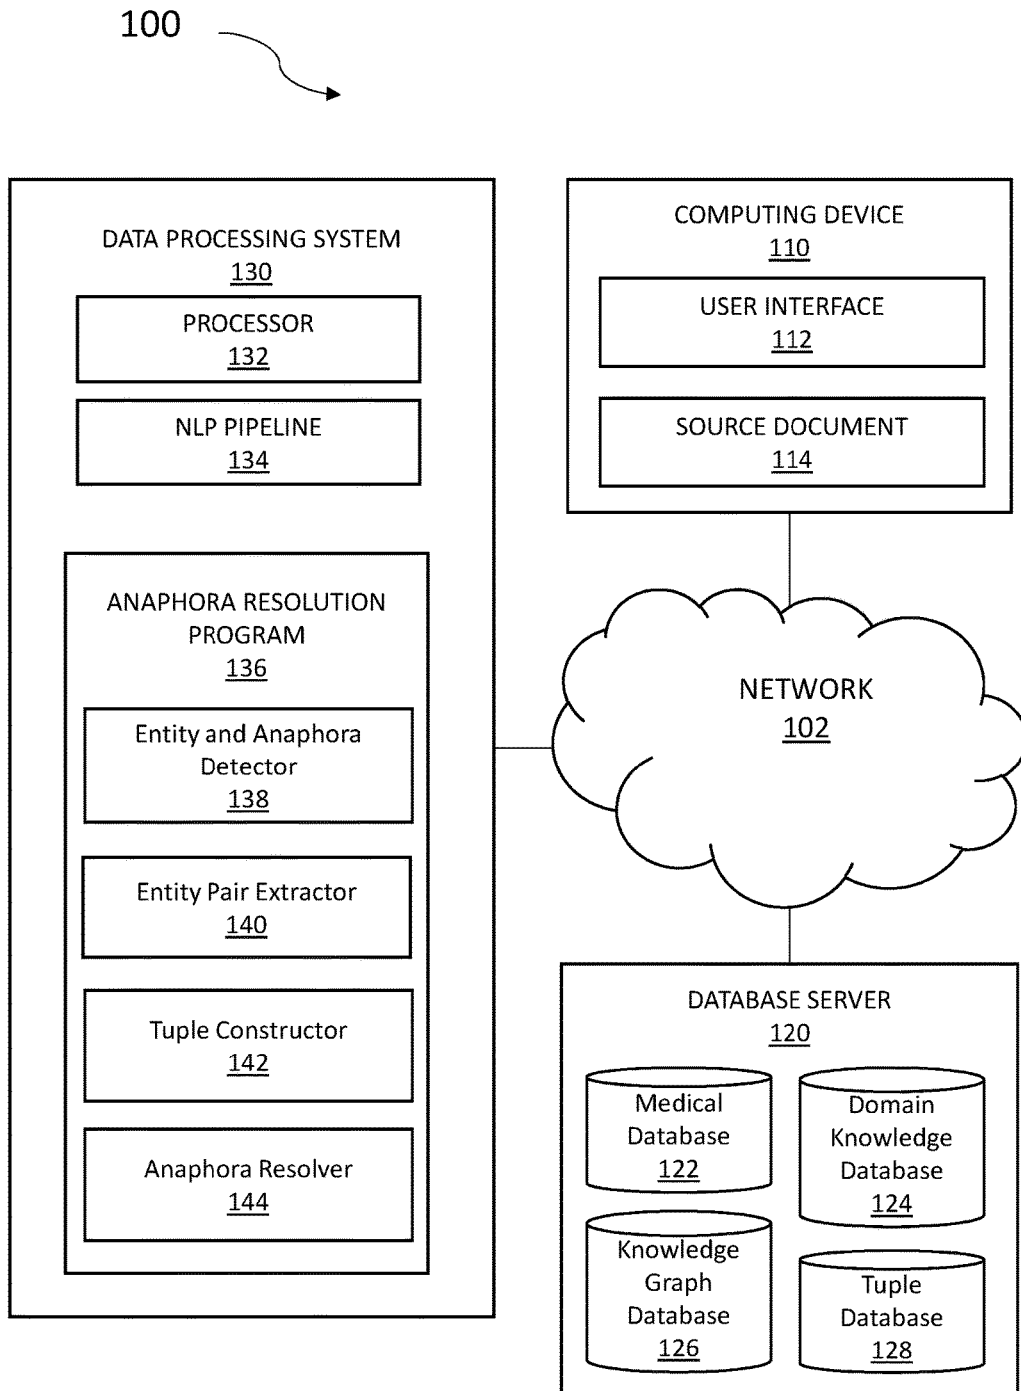 100
DATA PROCESSING SYSTEM
130
PROCESSOR
132
NLP PIPELINE
134
ANAPHORA RESOLUTION
PROGRAM
136
Entity and Anaphora
Detector
138
Entity Pair Extractor
140
Tuple Constructor
142
Anaphora Resolver
144
COMPUTING DEVICE
110
USER INTERFACE
112
SOURCE DOCUMENT
114
NETWORK
102
DATABASE SERVER
120
Medical
Database
122
Domain
Knowledge
Database
124
Knowledge
Graph
Database
126
Tuple
Database
128